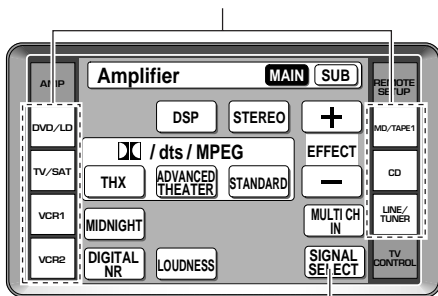 AMP
Amplifier MAIN SUB
REMOTE
SETUP
DVD/LD
DSP STEREO +
MD/TAPE1
/ dts / MPEG
EFFECT
TV/SAT
THX
ADVANCED
THEATER
STANDARD
–
CD
VCR1
MIDNIGHT
MULTI CH
IN
LINE/
TUNER
VCR2
DIGITAL
NR
LOUDNESS
SIGNAL
SELECT
TV
CONTROL